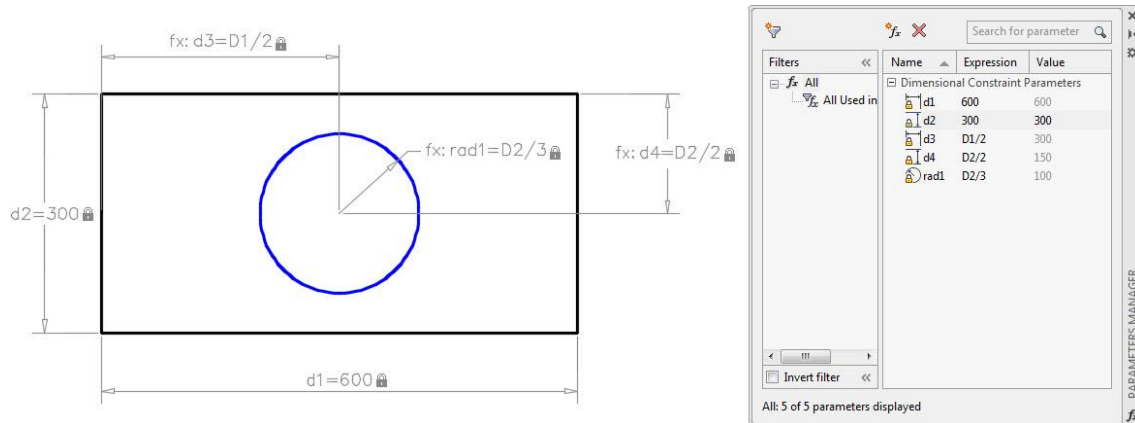 fx: d3=D1/2
fx: rad1=D2/3
fx: d4=D2/2
d2=300
d1=600
Search for parameter
Filters
All
All Used in
Name Expression Value
Dimensional Constraint Parameters
d1 600 600
d2 300 300
d3 D1/2 300
d4 D2/2 150
rad1 D2/3 100
Invert filter
All: 5 of 5 parameters displayed
PARAMETERS MANAGER